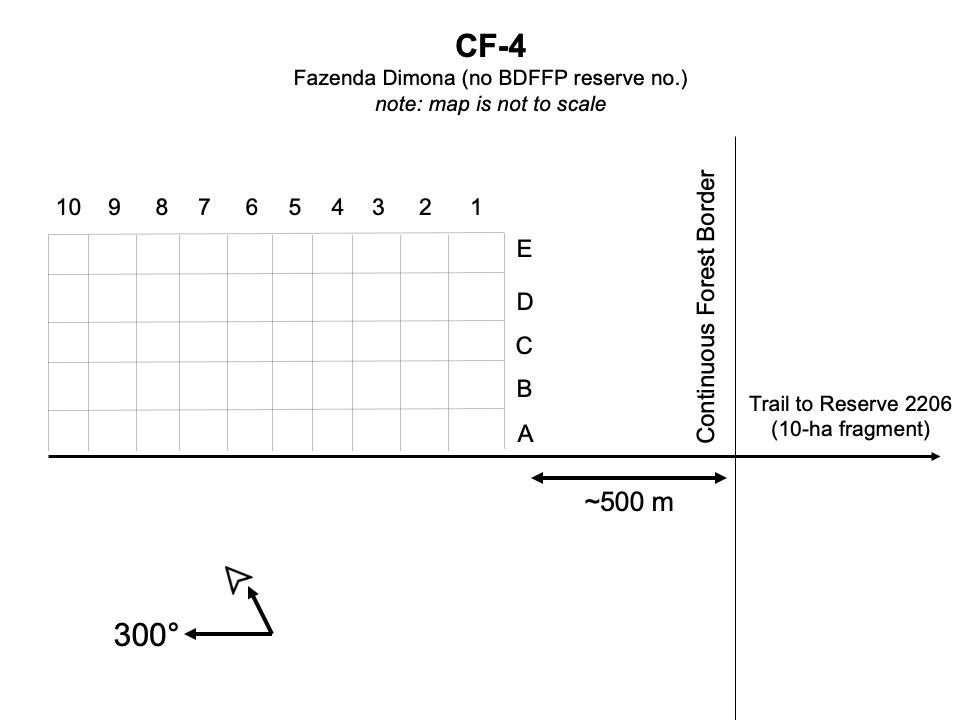 CF-4
Fazenda Dimona (no BDFFP reserve no.)
note: map is not to scale
10 9 8 7 6 5 4 3 2 1
E
D
C
B
A
Continuous Forest Border
Trail to Reserve 2206
(10-ha fragment)
~500 m
300°